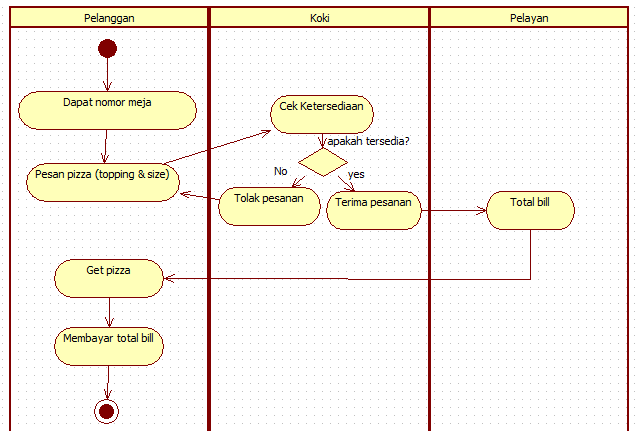 Pelanggan
Koki
Pelayan
Dapat nomor meja
Cek Ketersediaan
apakah tersedia?
Pesan pizza (topping & size)
No
yes
Tolak pesanan
Terima pesanan
Total bill
Get pizza
Membayar total bill